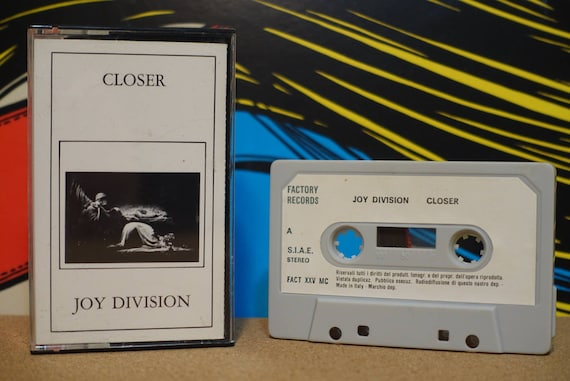 CLOSER
JOY DIVISION
FACTORY
RECORDS
JOY DIVISION CLOSER
A
S.I.A.E.
STEREO
FACT XXV MC
Riservati tutti i diritti del produtt. fonogr. e del propr. dell'opera riprodotta.
Vietata duplicaz. Pubblica esecuz. Radiodiffusione di questo nastro dep.
Made in Italy - Marchio dep.